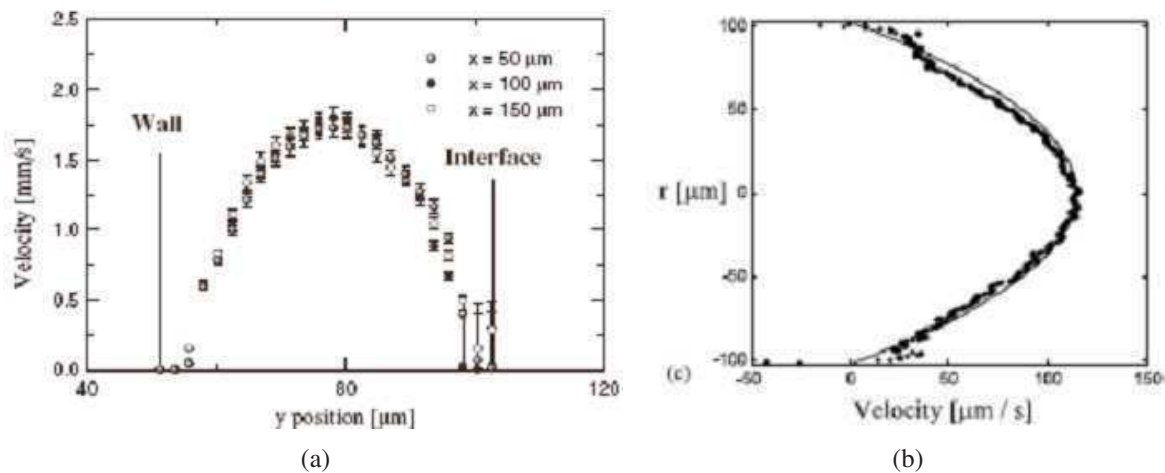 2.5
2.0
1.5
1.0
0.5
0.0
Velocity [mm/s]
x = 50 μm
x = 100 μm
x = 150 μm
Wall
Interface
40
80
120
y position [μm]
(a)
100
50
0
-50
-100
r [μm]
(c)
-50
0
50
100
150
Velocity [μm / s]
(b)